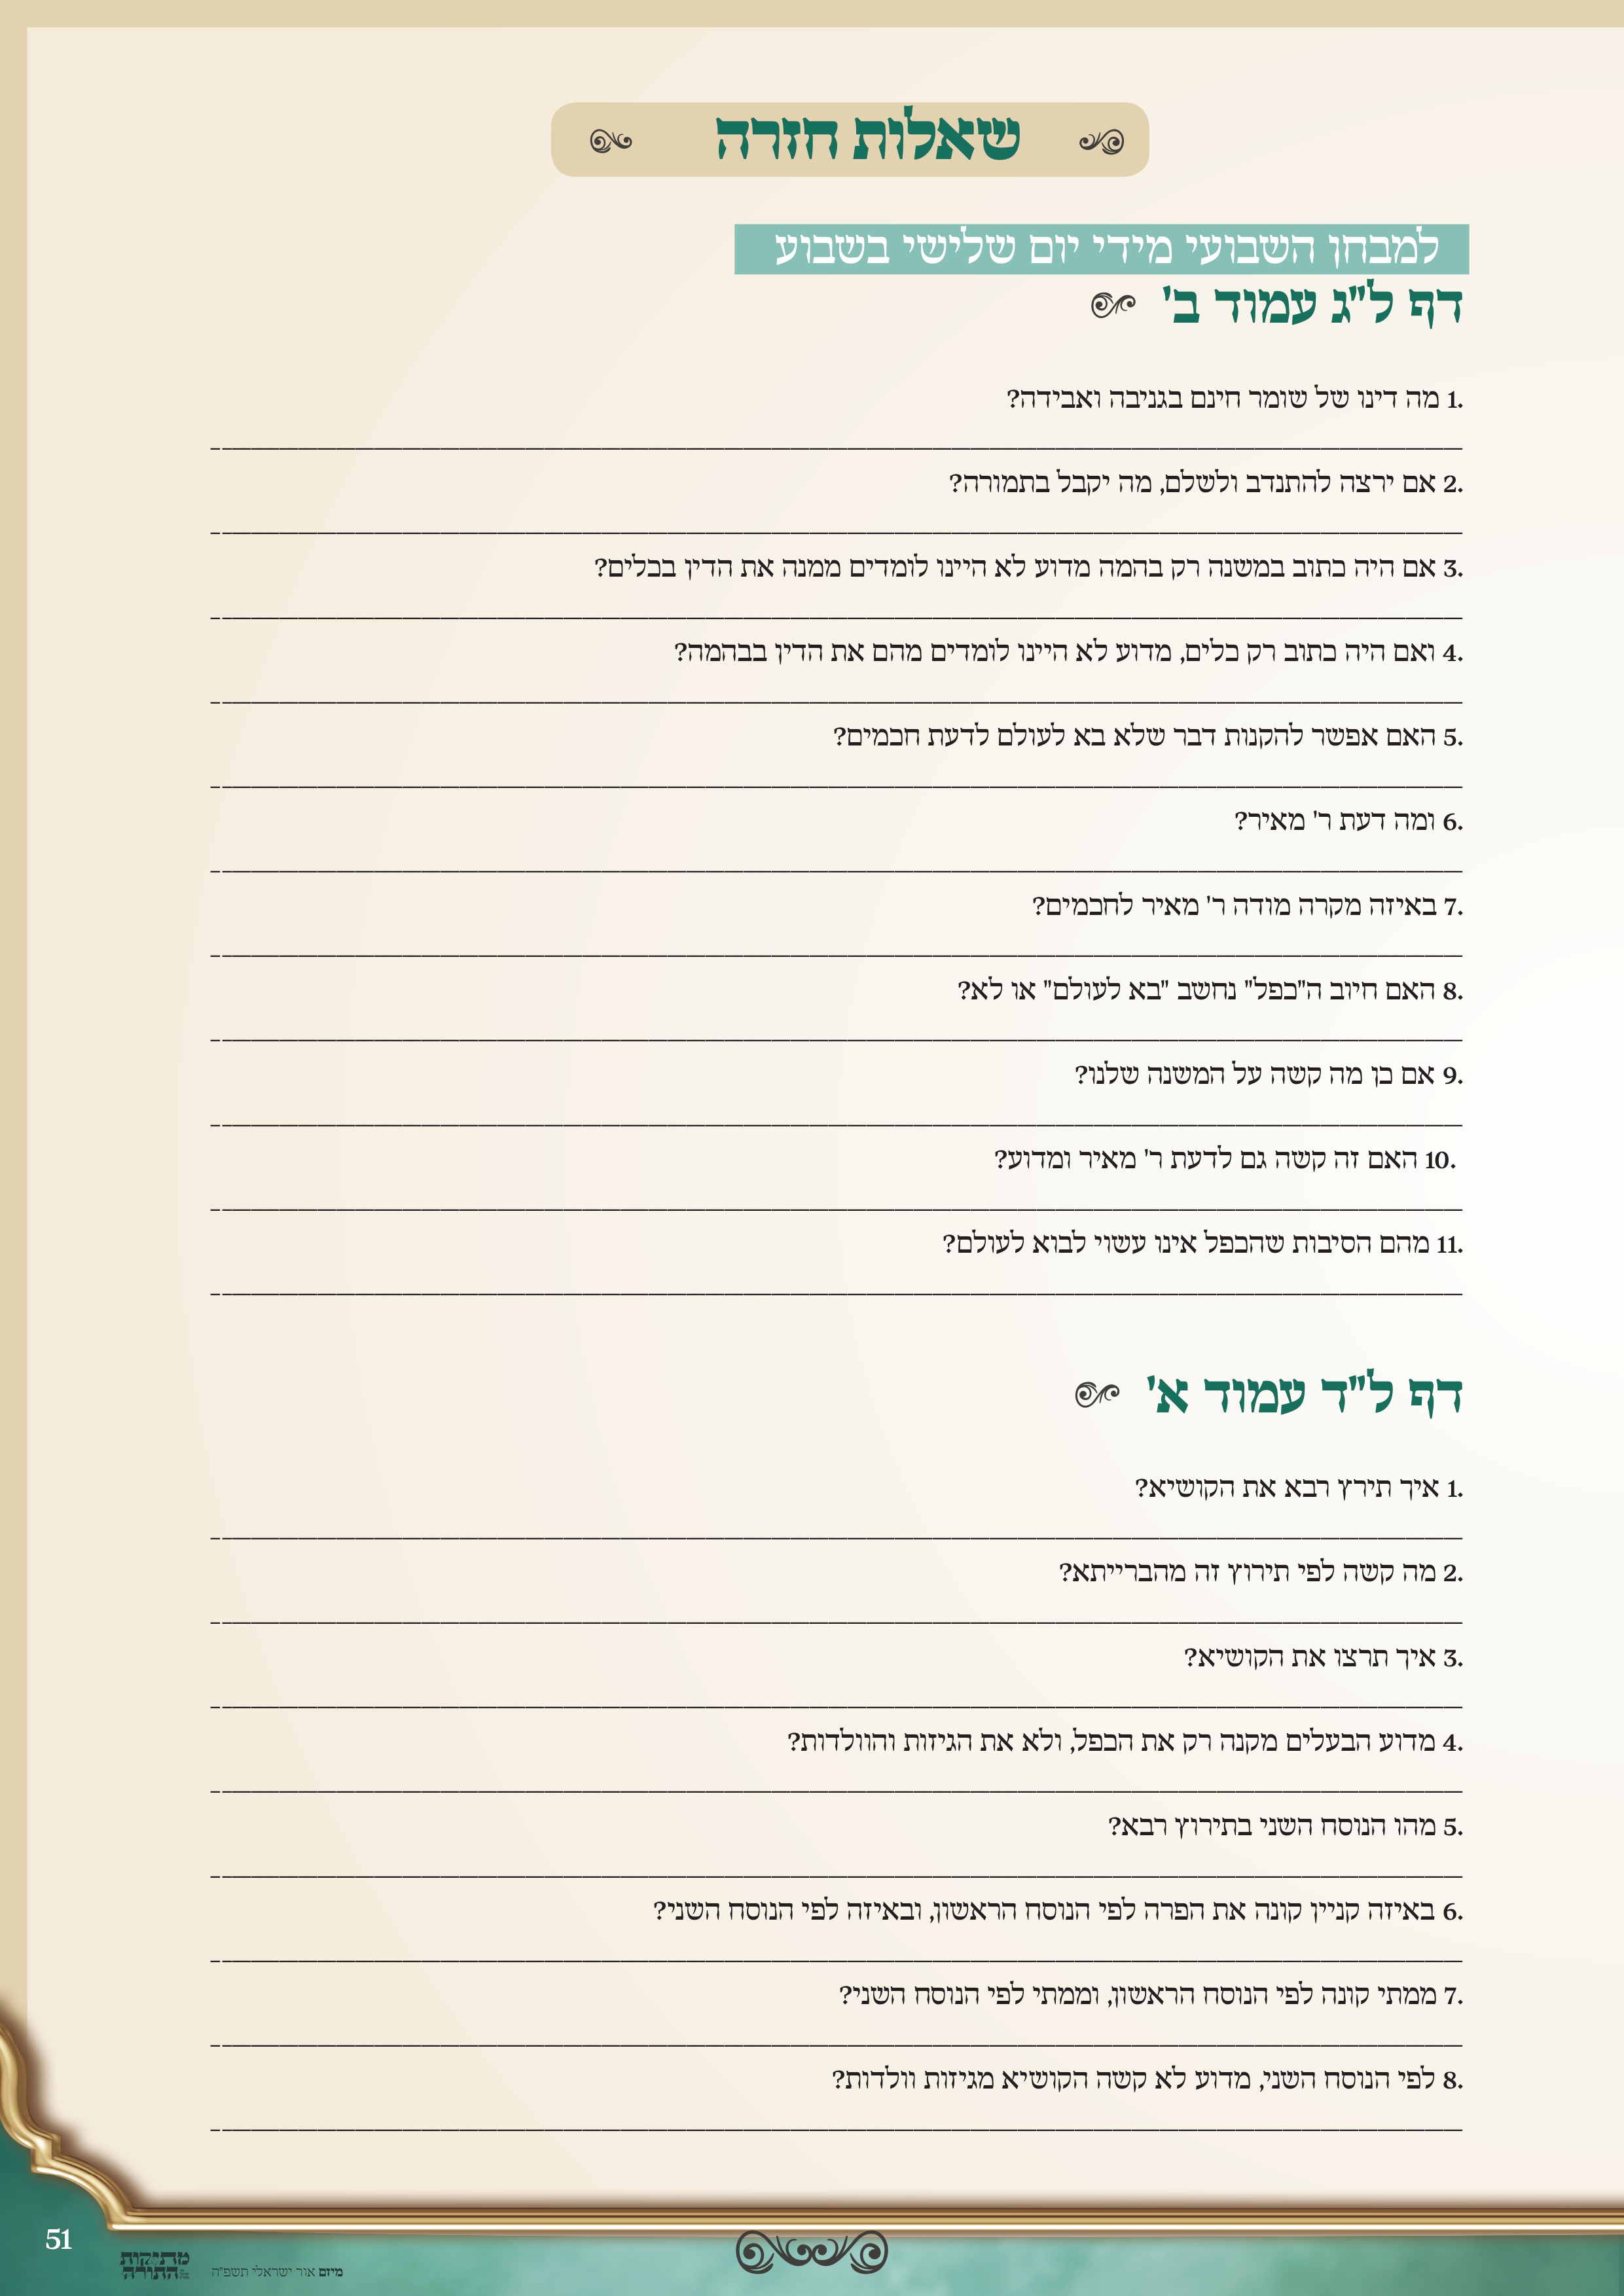 שאלות חזרה
למבחן השבועי מידי יום שלישי בשבוע
דף ל"ג עמוד ב'
1. מה דינו של שומר חינם בגניבה ואבידה?
2. אם ירצה להתנדב ולשלם, מה יקבל בתמורה?
3. אם היה כתוב במשנה רק בהמה מדוע לא היינו לומדים ממנה את הדין בכלים?
4. ואם היה כתוב רק כלים, מדוע לא היינו לומדים מהם את הדין בבהמה?
5. האם אפשר להקנות דבר שלא בא לעולם לדעת חכמים?
6. ומה דעת ר' מאיר?
7. באיזה מקרה מודה ר' מאיר לחכמים?
8. האם חיוב ה"כפל" נחשב "בא לעולם" או לא?
9. אם כן מה קשה על המשנה שלנו?
10. האם זה קשה גם לדעת ר' מאיר ומדוע?
11. מהם הסיבות שהכפל אינו עשוי לבוא לעולם?
דף ל"ד עמוד א'
1. איך תירץ רבא את הקושיא?
2. מה קשה לפי תירוץ זה מהברייתא?
3. איך תרצו את הקושיא?
4. מדוע הבעלים מקנה רק את הכפל, ולא את הגיזות והוולדות?
5. מהו הנוסח השני בתירוץ רבא?
6. באיזה קניין קונה את הפרה לפי הנוסח הראשון, ובאיזה לפי הנוסח השני?
7. ממתי קונה לפי הנוסח הראשון, וממתי לפי הנוסח השני?
8. לפי הנוסח השני, מדוע לא קשה הקושיא מגיזות וולדות?
51
מתיקות התורה
מיזם אור ישראלי תשפ"ה